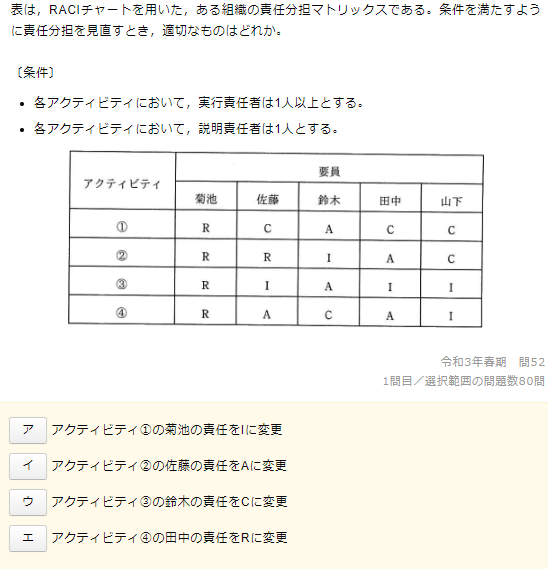 表は，RACIチャートを用いた，ある組織の責任分担マトリックスである。条件を満たすよう
に責任分担を見直すとき，適切なものはどれか。
〔条件〕
• 各アクティビティにおいて，実行責任者は1人以上とする。
• 各アクティビティにおいて，説明責任者は1人とする。
アクティビティ 要員
菊池 佐藤 鈴木 田中 山下
① R C A C C
② R R I A C
③ R I A I I
④ R A C A I
令和3年春期　問52
1問目／選択範囲の問題数80問
ア アクティビティ①の菊池の責任をIに変更
イ アクティビティ②の佐藤の責任をAに変更
ウ アクティビティ③の鈴木の責任をCに変更
エ アクティビティ④の田中の責任をRに変更